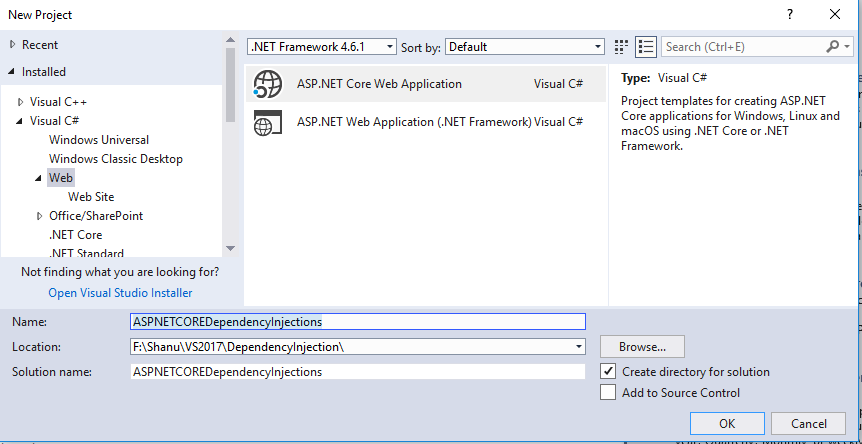 New Project
?
Recent
Installed
Visual C++
Visual C#
Windows Universal
Windows Classic Desktop
Web
Web Site
Office/SharePoint
.NET Core
.NET Standard
Not finding what you are looking for?
Open Visual Studio Installer
.NET Framework 4.6.1 Sort by: Default
Search (Ctrl+E)
ASP.NET Core Web Application Visual C#
ASP.NET Web Application (.NET Framework) Visual C#
Type: Visual C#
Project templates for creating ASP.NET
Core applications for Windows, Linux and
macOS using .NET Core or .NET
Framework.
Name: ASPNETCOREDependencyInjections
Location: F:\Shanu\VS2017\DependencyInjection\
Browse...
Solution name: ASPNETCOREDependencyInjections
Create directory for solution
Add to Source Control
OK Cancel